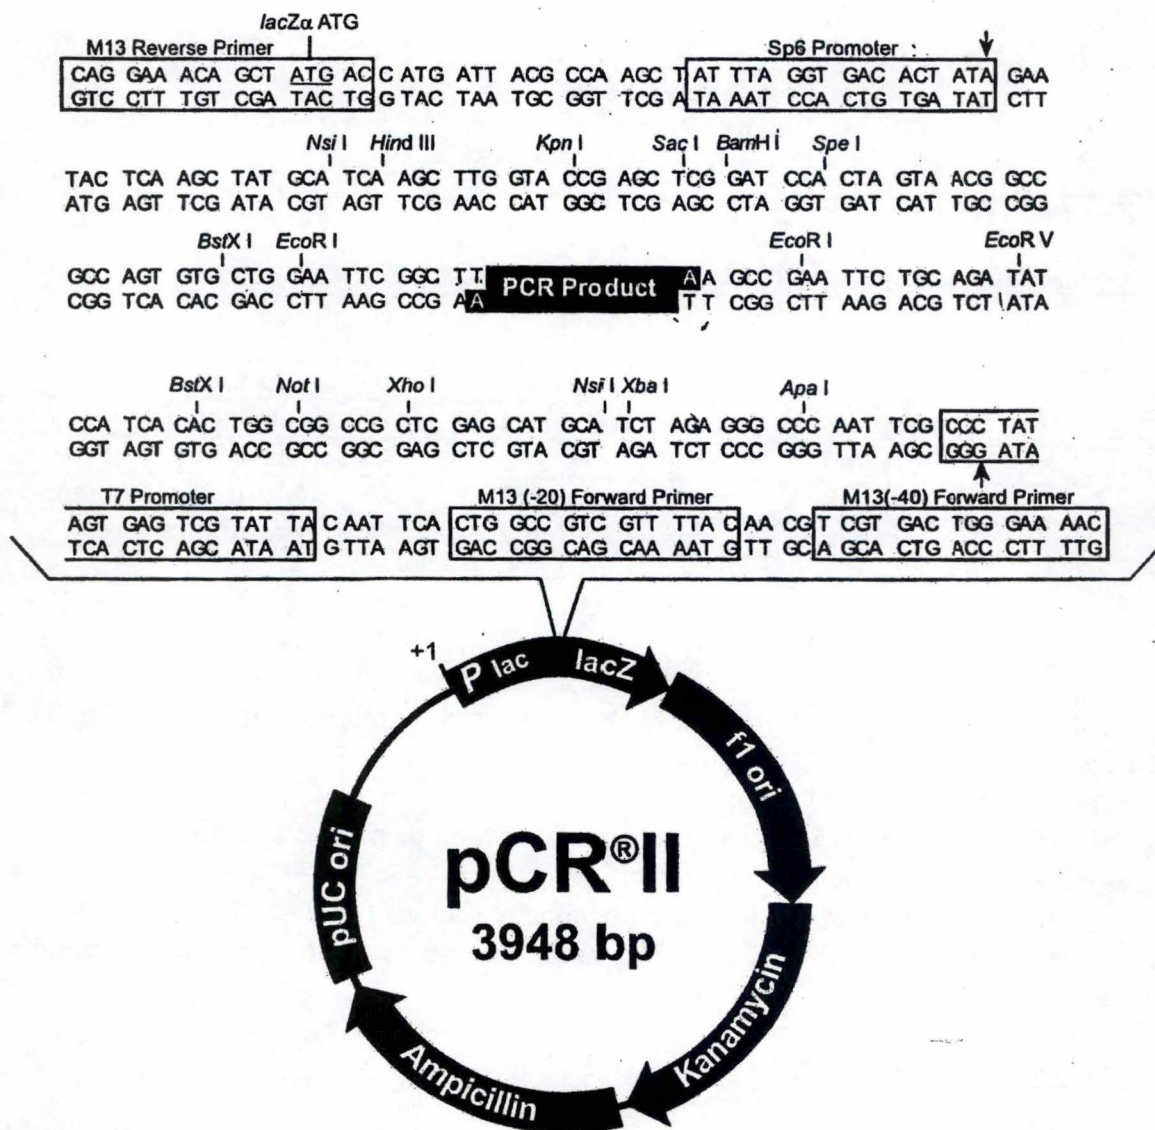 lacZα ATG
M13 Reverse Primer
Sp6 Promoter
CAG GAA ACA GCT ATG AC C ATG ATT ACG CCA AGC T AT TTA GGT GAC ACT ATA GAA
GTC CTT TGT CGA TAC TG G TAC TAA TGC GGT TCG A TA AAT CCA CTG TGA TAT CTT
Nsi I Hind III Kpn I Sac I BamH I Spe I
TAC TCA AGC TAT GCA TCA AGC TTG GTA CCG AGC TCG GAT CCA CTA GTA ACG GCC
ATG AGT TCG ATA CGT AGT TCG AAC CAT GGC TCG AGC CTA GGT GAT CAT TGC CGG
BstX I EcoR I EcoR I EcoR V
GCC AGT GTG CTG GAA TTC GGC TT PCR Product A A GCC GAA TTC TGC AGA TAT
CGG TCA CAC GAC CTT AAG CCG A A T T CGG CTT AAG ACG TCT ATA
BstX I Not I Xho I Nsi I Xba I Apa I
CCA TCA CAC TGG CGG CCG CTC GAG CAT GCA TCT AGA GGG CCC AAT TCG CCC TAT
GGT AGT GTG ACC GCC GGC GAG CTC GTA CGT AGA TCT CCC GGG TTA AGC GGG ATA
T7 Promoter M13 (-20) Forward Primer M13(-40) Forward Primer
AGT GAG TCG TAT TA C AAT TCA CTG GCC GTC GTT TTA C AA CG T CGT GAC TGG GAA AAC
TCA CTC AGC ATA AT G TTA AGT GAC CGG CAG CAA AAT G TT GC A GCA CTG ACC CTT TTG
+1
P lac
lacZ
f1 ori
Kanamycin
Ampicillin
pUC ori
pCR®II
3948 bp